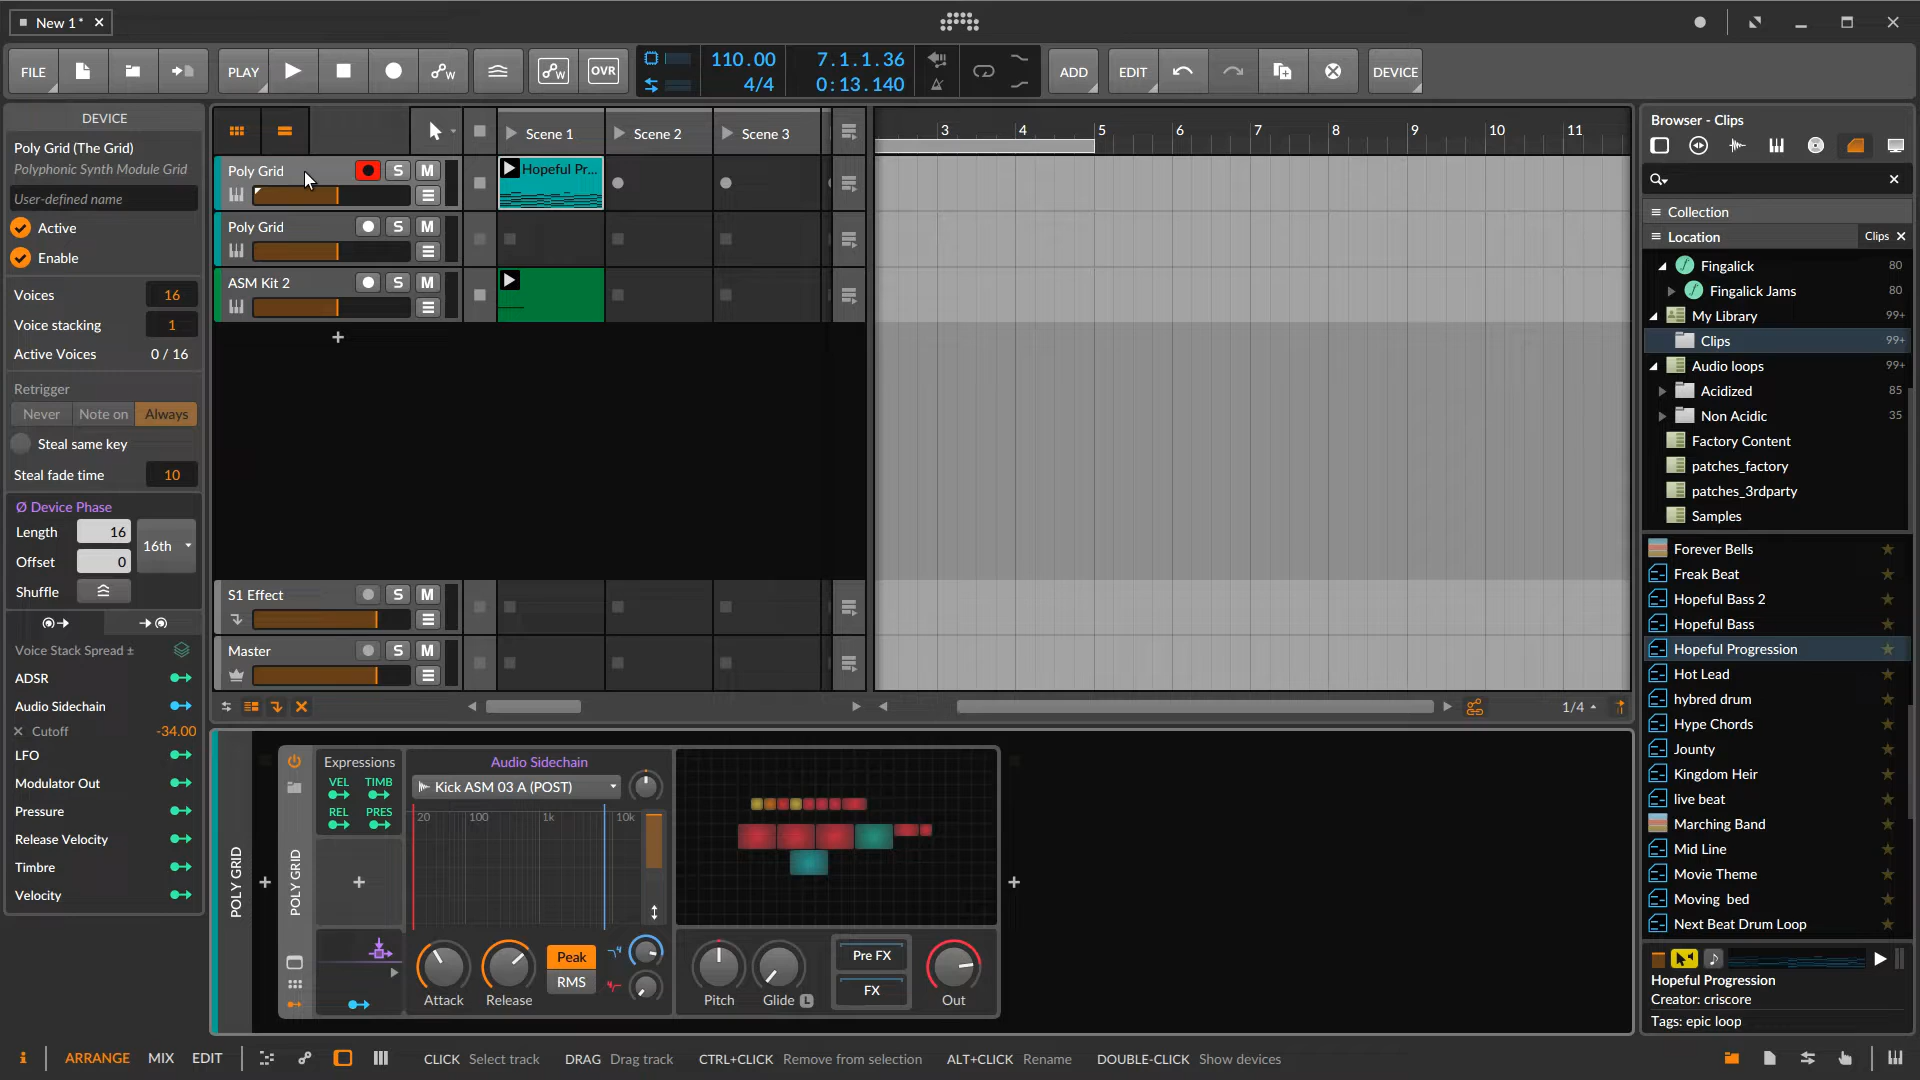 New 1*
FILE
PLAY
OVR
110.00
4/4
7.1.1.36
0:13.140
ADD
EDIT
DEVICE
DEVICE
Poly Grid (The Grid)
Polyphonic Synth Module Grid
User-defined name
Active
Enable
Voices 16
Voice stacking 1
Active Voices 0 / 16
Retrigger
Never Note on Always
Steal same key
Steal fade time 10
Ø Device Phase
Length 16
16th
Offset 0
Shuffle
Voice Stack Spread ±
ADSR
Audio Sidechain
Cutoff -34.00
LFO
Modulator Out
Pressure
Release Velocity
Timbre
Velocity
Scene 1 Scene 2 Scene 3
Poly Grid S M
Hopeful Pr...
Poly Grid S M
ASM Kit 2 S M
S1 Effect S M
Master S M
3 4 5 6 7 8 9 10 11
1/4
POLY GRID
POLY GRID
Expressions
VEL TIMB
REL PRES
Audio Sidechain
Kick ASM 03 A (POST)
20 100 1k 10k
Attack
Release
Peak
RMS
Pitch
Glide L
Pre FX
FX
Out
Browser - Clips
Collection
Location Clips
Fingalick 80
Fingalick Jams 80
My Library 99+
Clips 99+
Audio loops 99+
Acidized 85
Non Acidic 35
Factory Content
patches_factory
patches_3rdparty
Samples
Forever Bells
Freak Beat
Hopeful Bass 2
Hopeful Bass
Hopeful Progression
Hot Lead
hybred drum
Hype Chords
Jounty
Kingdom Heir
live beat
Marching Band
Mid Line
Movie Theme
Moving bed
Next Beat Drum Loop
Hopeful Progression
Creator: criscore
Tags: epic loop
i ARRANGE MIX EDIT
CLICK Select track DRAG Drag track CTRL+CLICK Remove from selection ALT+CLICK Rename DOUBLE-CLICK Show devices